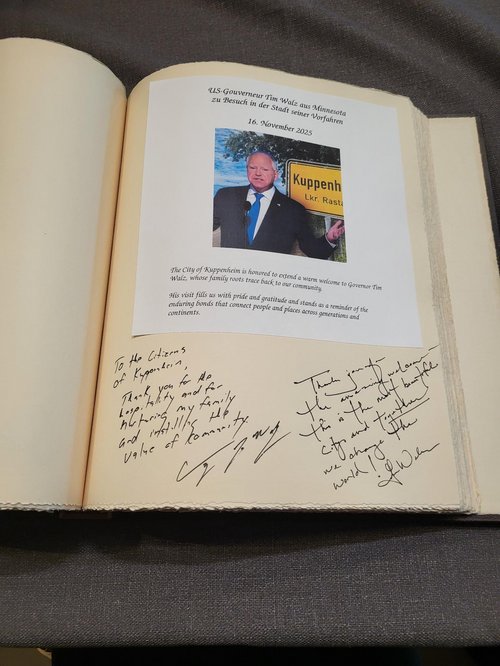 US-Gouverneur Tim Walz aus Minnesota
zu Besuch in der Stadt seiner Vorfahren
16. November 2025
Kuppenh
Lkr. Rasta
The City of Kuppenheim is honored to extend a warm welcome to Governor Tim
Walz, whose family roots trace back to our community.
His visit fills us with pride and gratitude and stands as a reminder of the
enduring bonds that connect people and places across generations and
continents.
To the Citizens
of Kuppenheim,
Thank you for the
hospitality and for
nurturing my family
and instilling the
value of community.
Thank you for
the amazing welcome
this is the most beautiful
city and together
we change the
world!